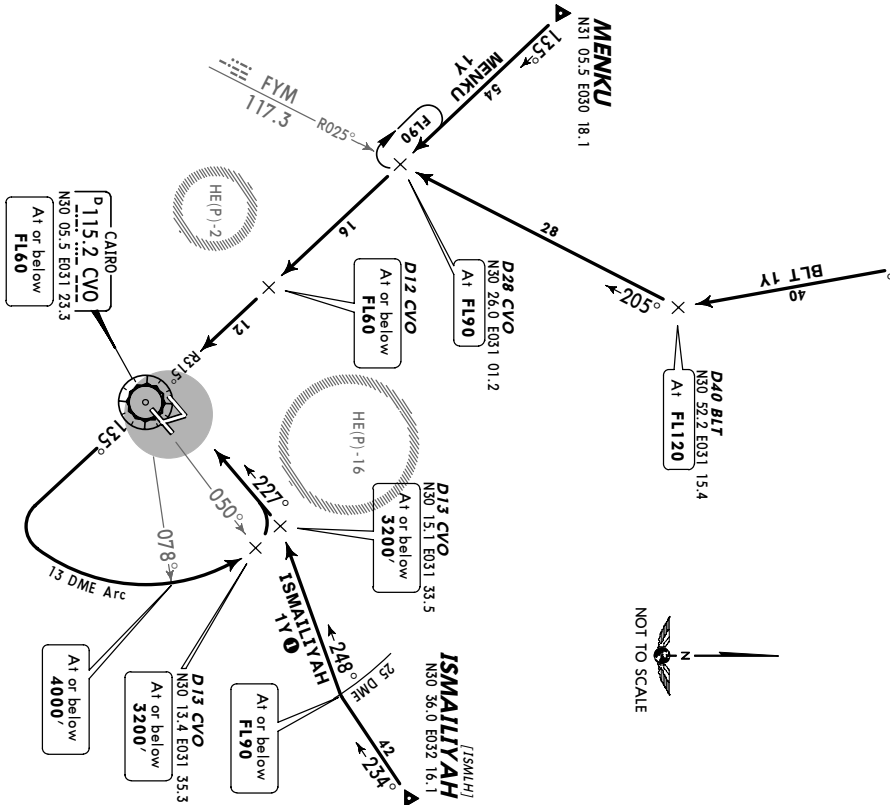 MENKU
N31 05.5 E030 18.1
135°
MENKU
1Y
54
FYM
117.3
R025°
FL90
HE(P)-2
16
28
40
BLT 1Y
205°
D28 CVO
N30 26.0 E031 01.2
At FL90
D40 BLT
N30 52.2 E031 15.4
At FL120
D12 CVO
At or below
FL60
12
R315°
CAIRO
D 115.2 CVO
N30 05.5 E031 23.3
At or below
FL60
135°
HE(P)-16
227°
050°
078°
13 DME Arc
D13 CVO
N30 15.1 E031 33.5
At or below
3200'
ISMAILIYAH
1Y 1
248°
25 DME
42
234°
[ISMLH]
ISMAILIYAH
N30 36.0 E032 16.1
At or below
FL90
D13 CVO
N30 13.4 E031 35.3
At or below
3200'
At or below
4000'
N
NOT TO SCALE